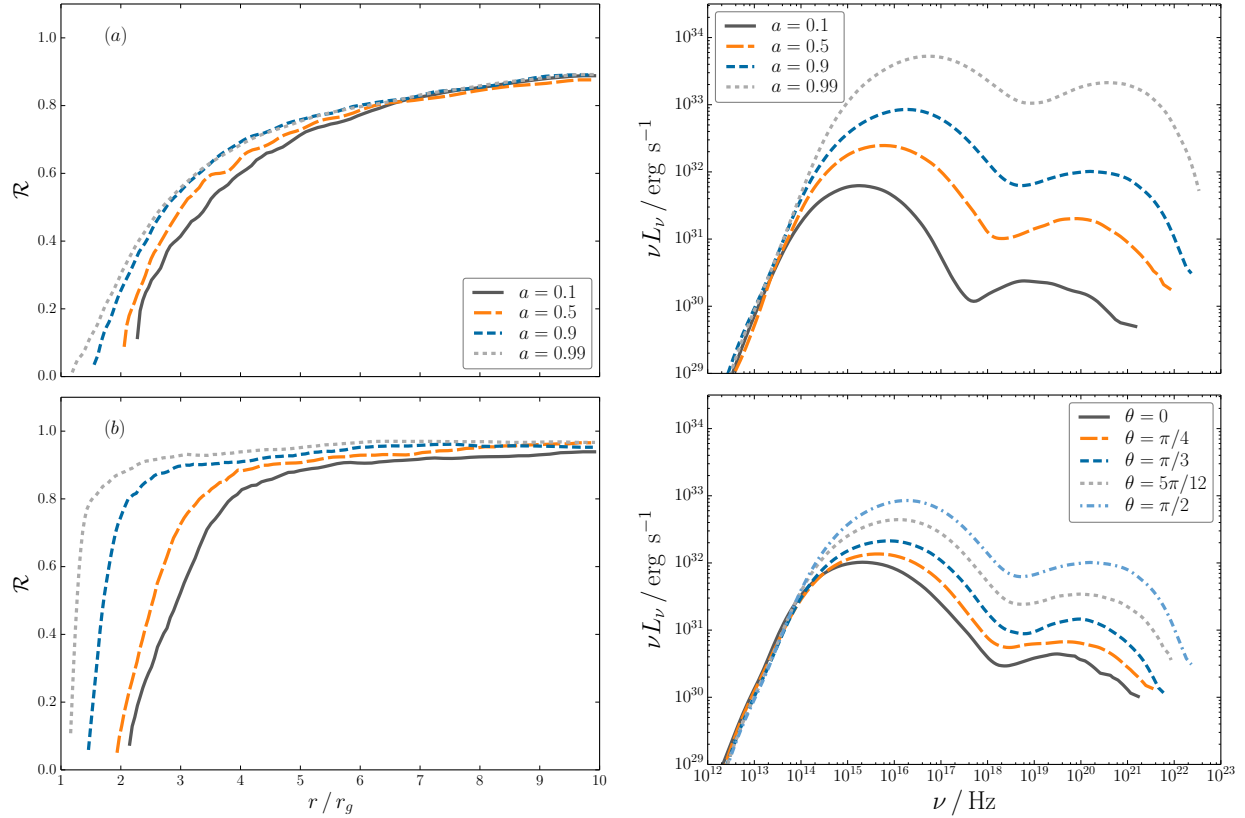 1.0
0.8
0.6
0.4
0.2
0.0
ℛ
(a)
a = 0.1
a = 0.5
a = 0.9
a = 0.99
1.0
0.8
0.6
0.4
0.2
0.0
ℛ
(b)
1 2 3 4 5 6 7 8 9 10
r / r_g
10^34
10^33
10^32
10^31
10^30
10^29
νL_ν / erg s^−1
a = 0.1
a = 0.5
a = 0.9
a = 0.99
10^34
10^33
10^32
10^31
10^30
10^29
νL_ν / erg s^−1
θ = 0
θ = π/4
θ = π/3
θ = 5π/12
θ = π/2
10^12 10^13 10^14 10^15 10^16 10^17 10^18 10^19 10^20 10^21 10^22 10^23
ν / Hz